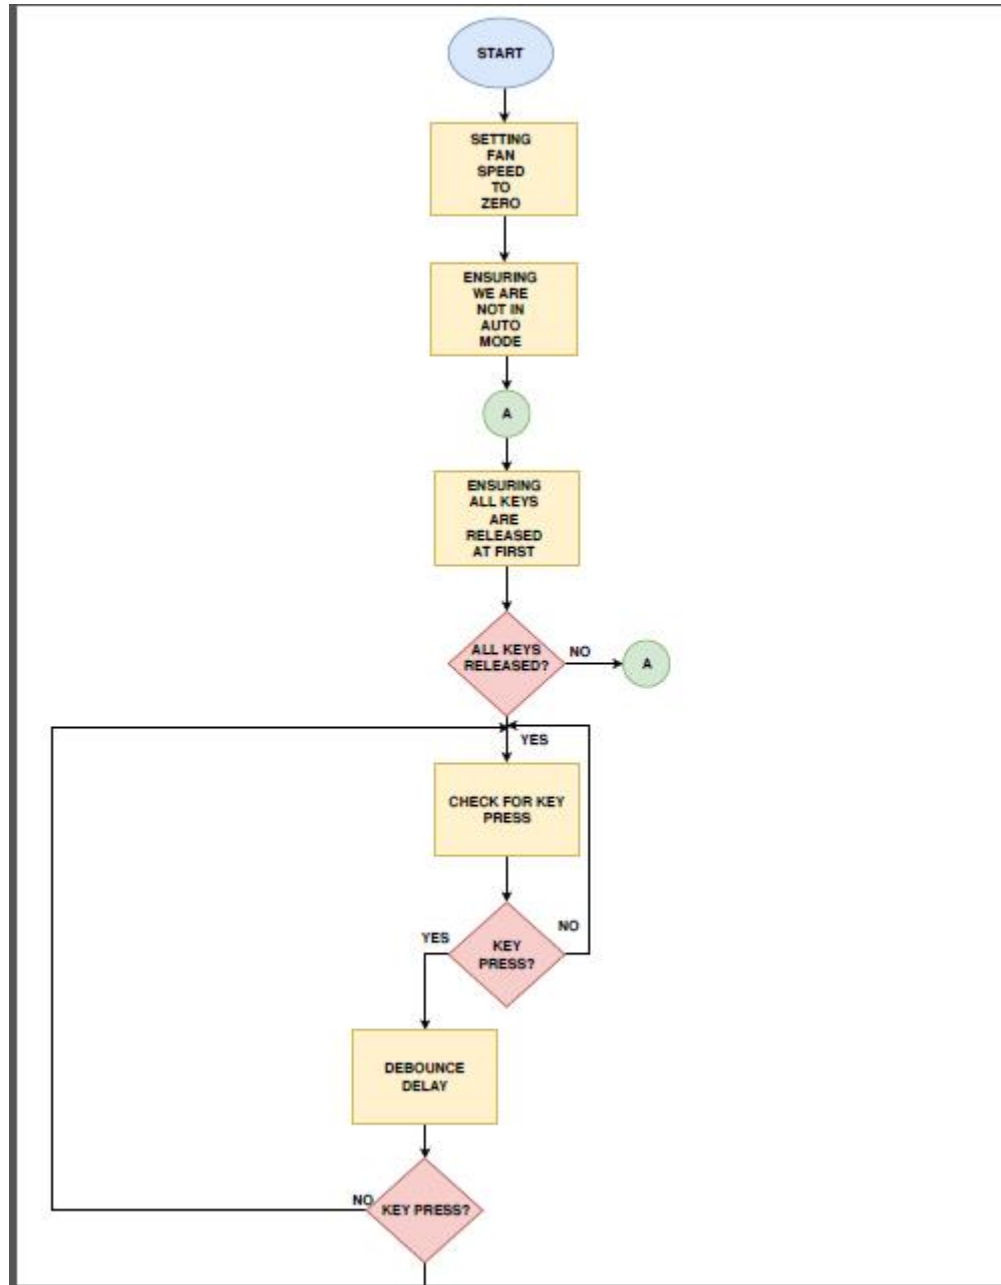 START
SETTING
FAN
SPEED
TO
ZERO
ENSURING
WE ARE
NOT IN
AUTO
MODE
A
ENSURING
ALL KEYS
ARE
RELEASED
AT FIRST
ALL KEYS
RELEASED?
NO
A
YES
CHECK FOR KEY
PRESS
YES
KEY
PRESS?
NO
DEBOUNCE
DELAY
NO
KEY PRESS?